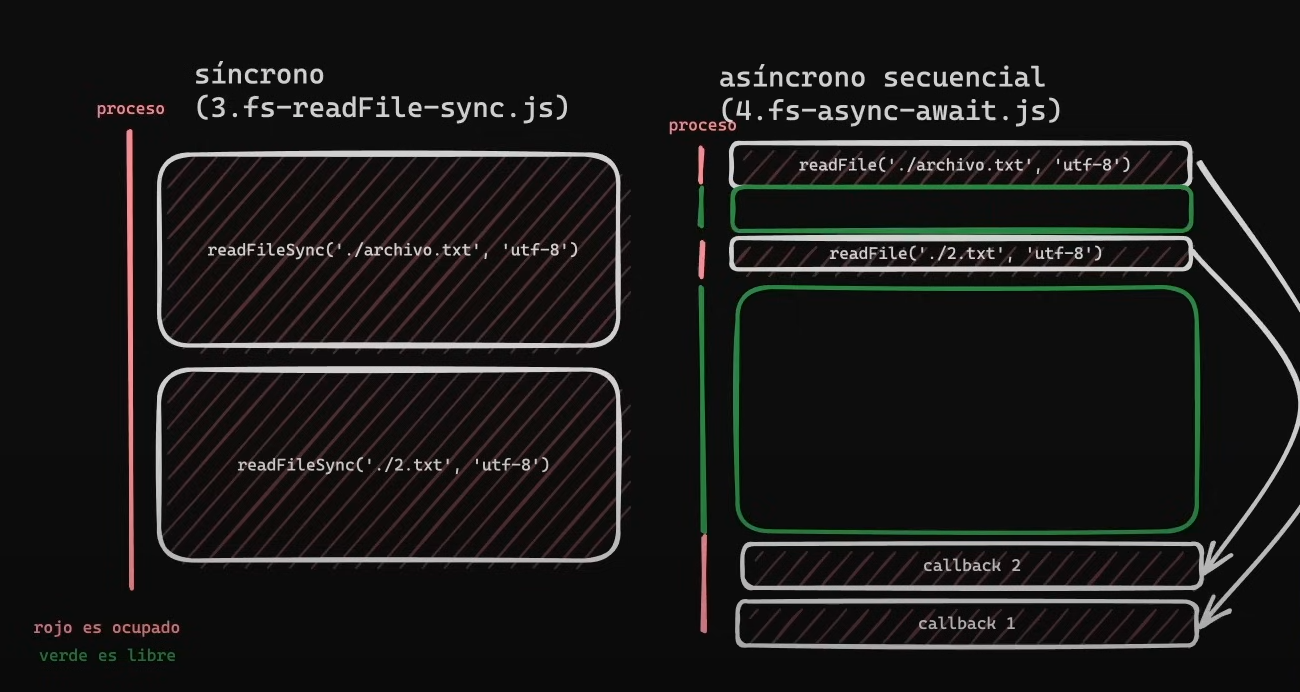 síncrono
(3.fs-readFile-sync.js)
proceso
readFileSync('./archivo.txt', 'utf-8')
readFileSync('./2.txt', 'utf-8')
rojo es ocupado
verde es libre
asíncrono secuencial
(4.fs-async-await.js)
proceso
readFile('./archivo.txt', 'utf-8')
readFile('./2.txt', 'utf-8')
callback 2
callback 1